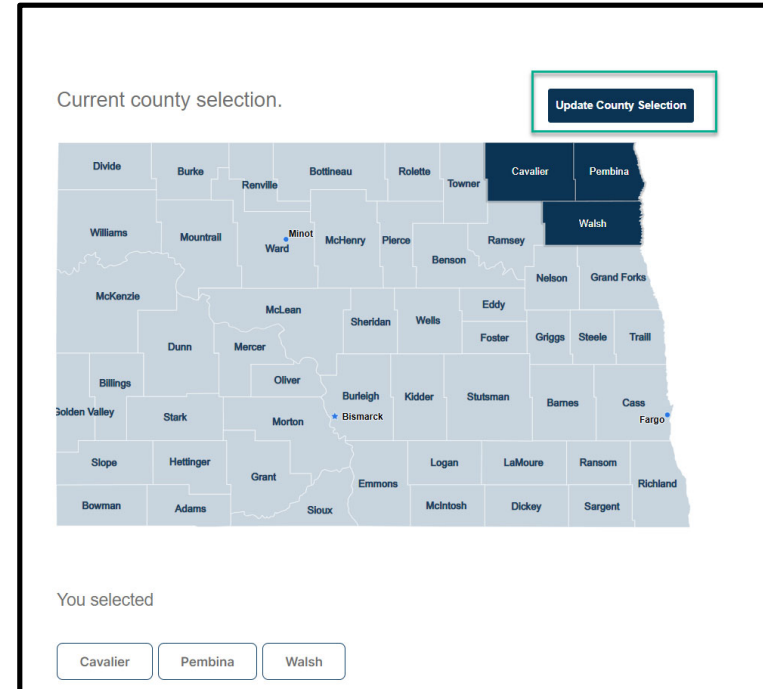 Current county selection.
Update County Selection
Divide
Burke
Renville
Bottineau
Rolette
Towner
Cavalier
Pembina
Williams
Mountrail
Ward
Minot
McHenry
Pierce
Benson
Ramsey
Walsh
Nelson
Grand Forks
McKenzie
McLean
Sheridan
Wells
Eddy
Foster
Griggs
Steele
Traill
Dunn
Mercer
Oliver
Billings
Golden Valley
Stark
Morton
Burleigh
Bismarck
Kidder
Stutsman
Barnes
Cass
Fargo
Slope
Hettinger
Grant
Emmons
Logan
LaMoure
Ransom
Richland
Bowman
Adams
Sioux
McIntosh
Dickey
Sargent
You selected
Cavalier
Pembina
Walsh